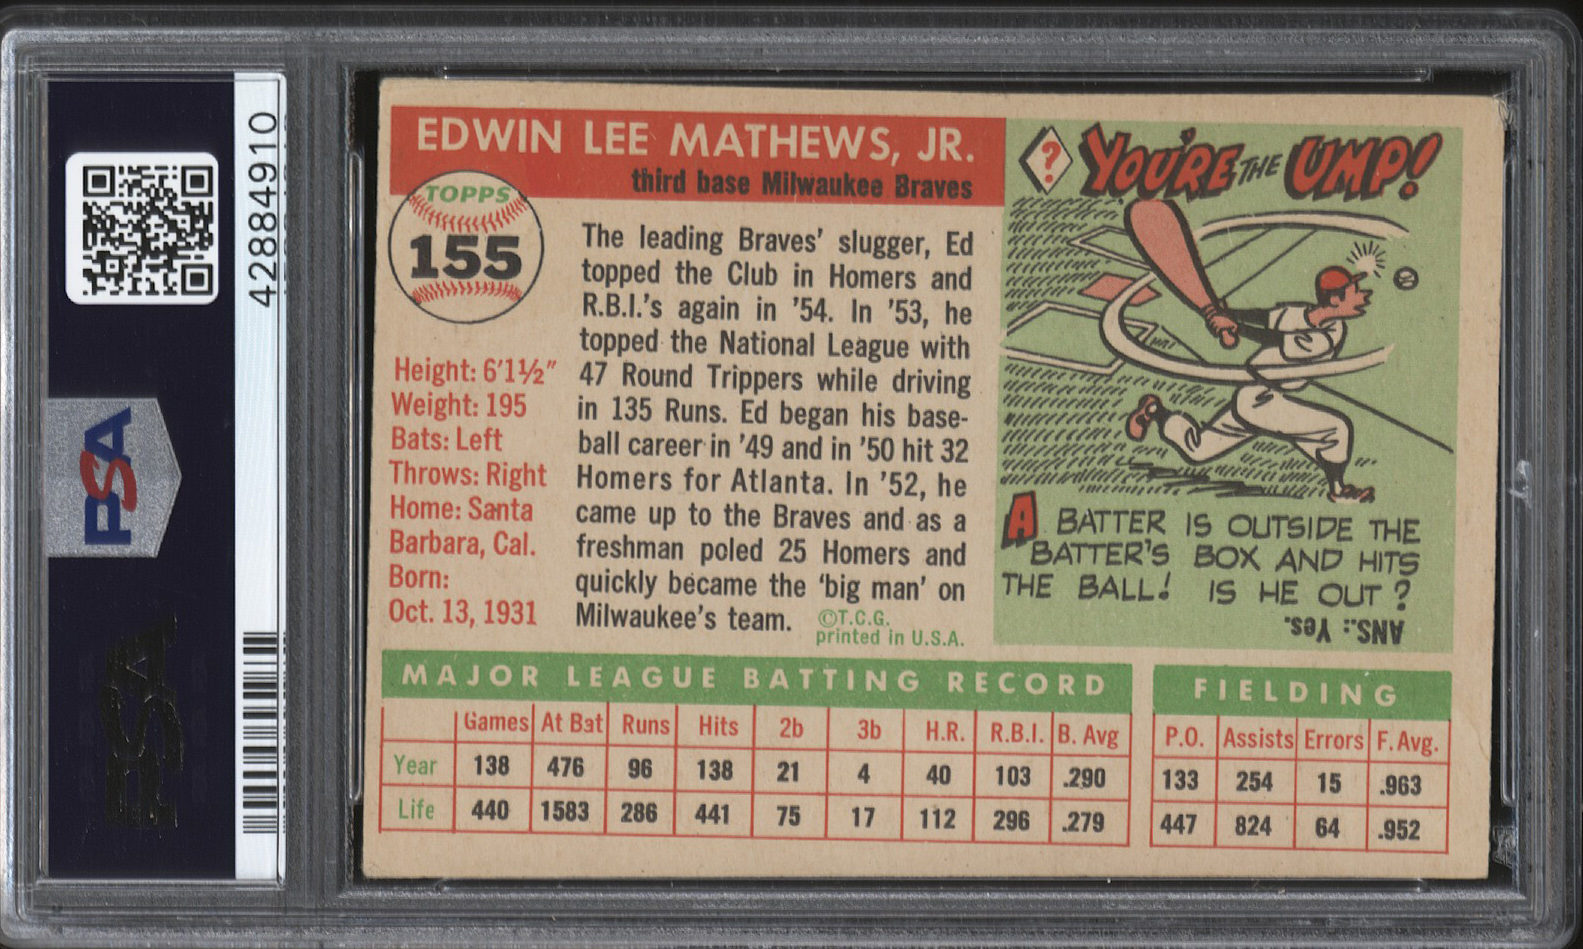 42884910
PSA
PSA
EDWIN LEE MATHEWS, JR.
third base Milwaukee Braves
TOPPS
155
Height: 6'1½"
Weight: 195
Bats: Left
Throws: Right
Home: Santa
Barbara, Cal.
Born:
Oct. 13, 1931
The leading Braves' slugger, Ed
topped the Club in Homers and
R.B.I.'s again in '54. In '53, he
topped the National League with
47 Round Trippers while driving
in 135 Runs. Ed began his base-
ball career in '49 and in '50 hit 32
Homers for Atlanta. In '52, he
came up to the Braves and as a
freshman poled 25 Homers and
quickly became the 'big man' on
Milwaukee's team.
©T.C.G.
printed in U.S.A.
? YOU'RE THE UMP!
A BATTER IS OUTSIDE THE
BATTER'S BOX AND HITS
THE BALL! IS HE OUT?
ANS.: Yes.
MAJOR LEAGUE BATTING RECORD
Games At Bat Runs Hits 2b 3b H.R. R.B.I. B. Avg
Year 138 476 96 138 21 4 40 103 .290
Life 440 1583 286 441 75 17 112 296 .279
FIELDING
P.O. Assists Errors F. Avg.
133 254 15 .963
447 824 64 .952